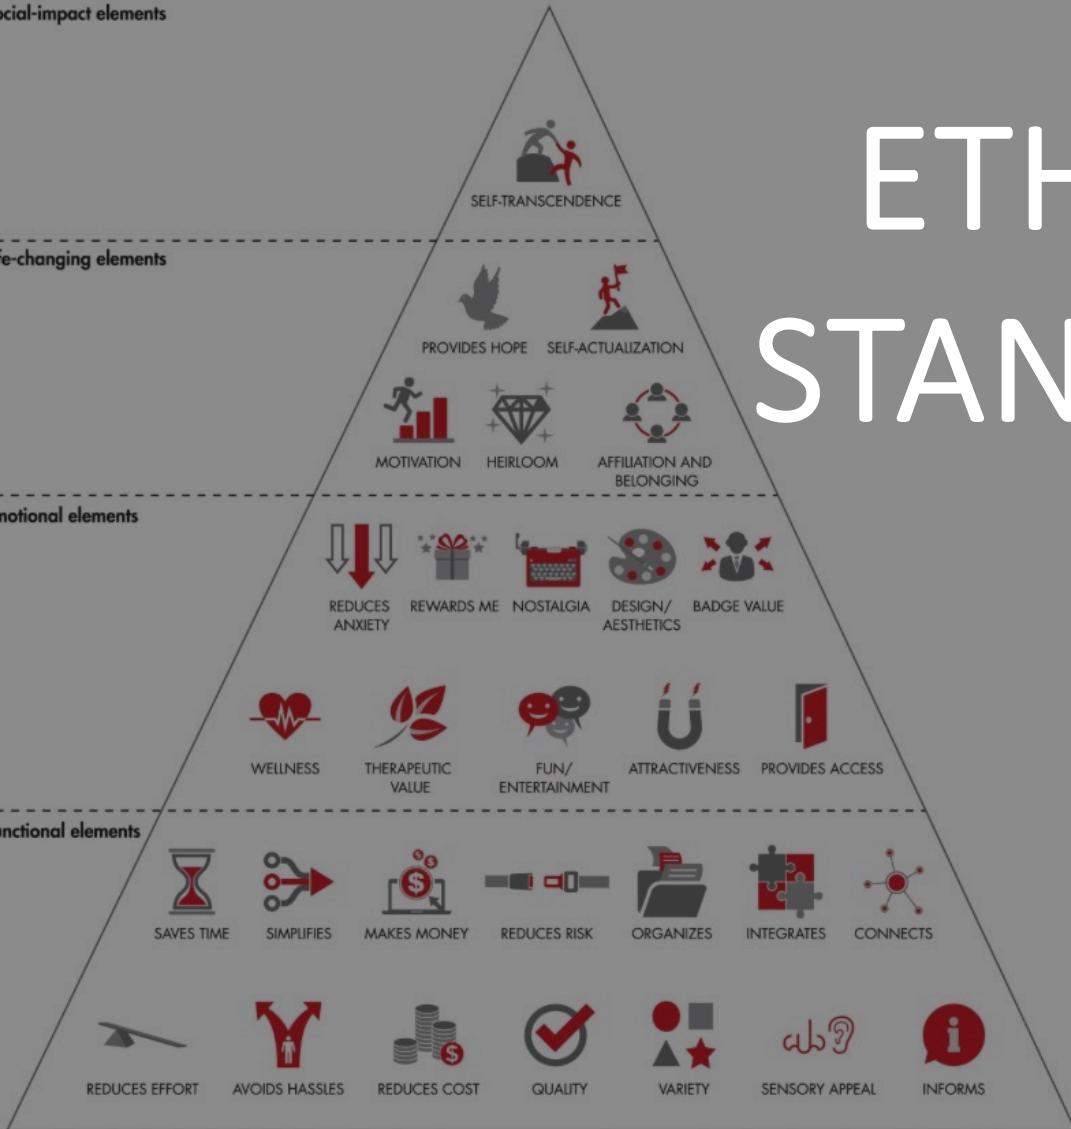 ocial-impact elements
ETH
STAN
SELF-TRANSCENDENCE
fe-changing elements
PROVIDES HOPE
SELF-ACTUALIZATION
MOTIVATION
HEIRLOOM
AFFILIATION AND
BELONGING
motional elements
REDUCES
ANXIETY
REWARDS ME
NOSTALGIA
DESIGN/
AESTHETICS
BADGE VALUE
WELLNESS
THERAPEUTIC
VALUE
FUN/
ENTERTAINMENT
ATTRACTIVENESS
PROVIDES ACCESS
unctional elements
SAVES TIME
SIMPLIFIES
MAKES MONEY
REDUCES RISK
ORGANIZES
INTEGRATES
CONNECTS
REDUCES EFFORT
AVOIDS HASSLES
REDUCES COST
QUALITY
VARIETY
SENSORY APPEAL
INFORMS